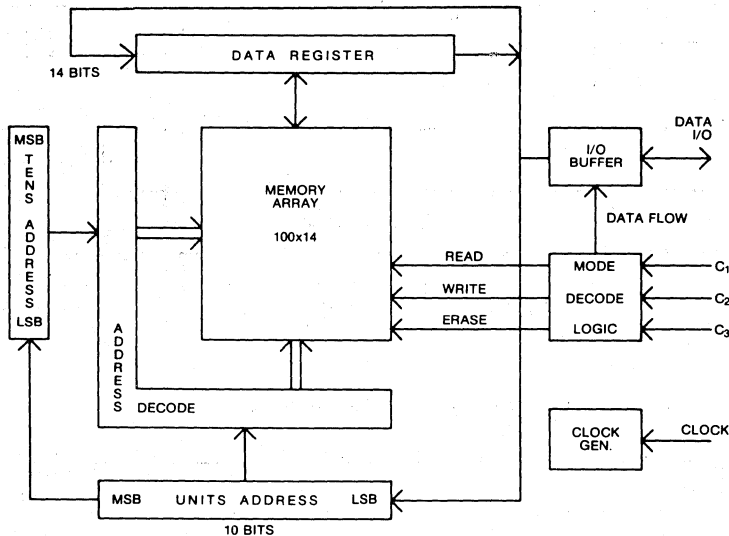 DATA REGISTER
14 BITS
MSB
TENS ADDRESS
LSB
MEMORY
ARRAY
100x14
I/O
BUFFER
DATA
I/O
DATA FLOW
READ
WRITE
ERASE
MODE
DECODE
LOGIC
C1
C2
C3
ADDRESS
DECODE
CLOCK
GEN.
CLOCK
MSB UNITS ADDRESS LSB
10 BITS